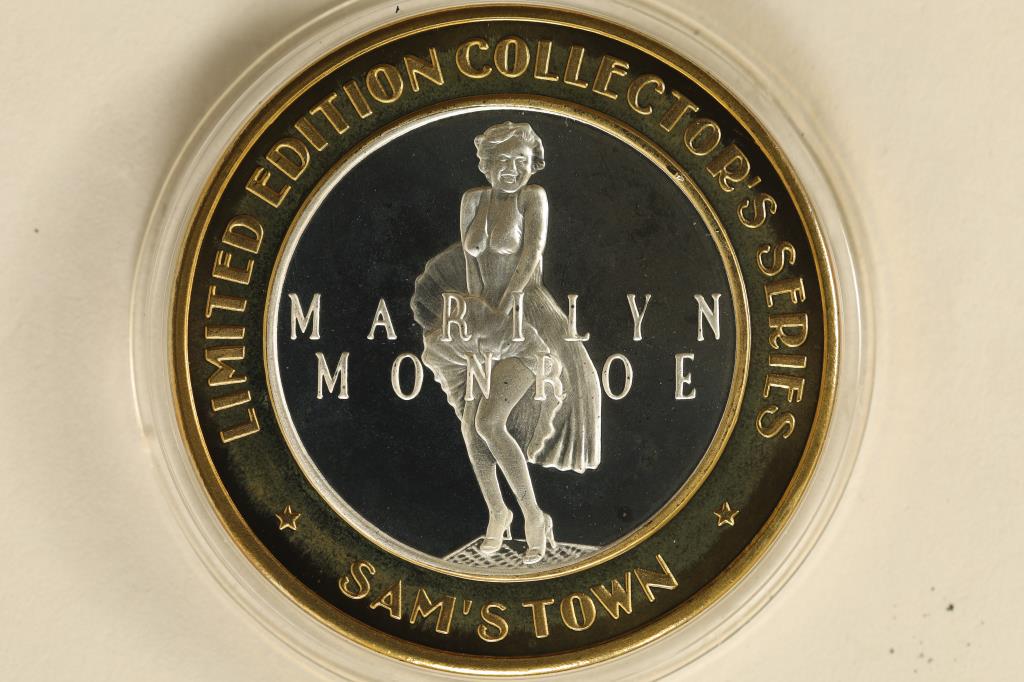 LIMITED EDITION COLLECTOR'S SERIES
MARILYN
MONROE
SAM'S TOWN